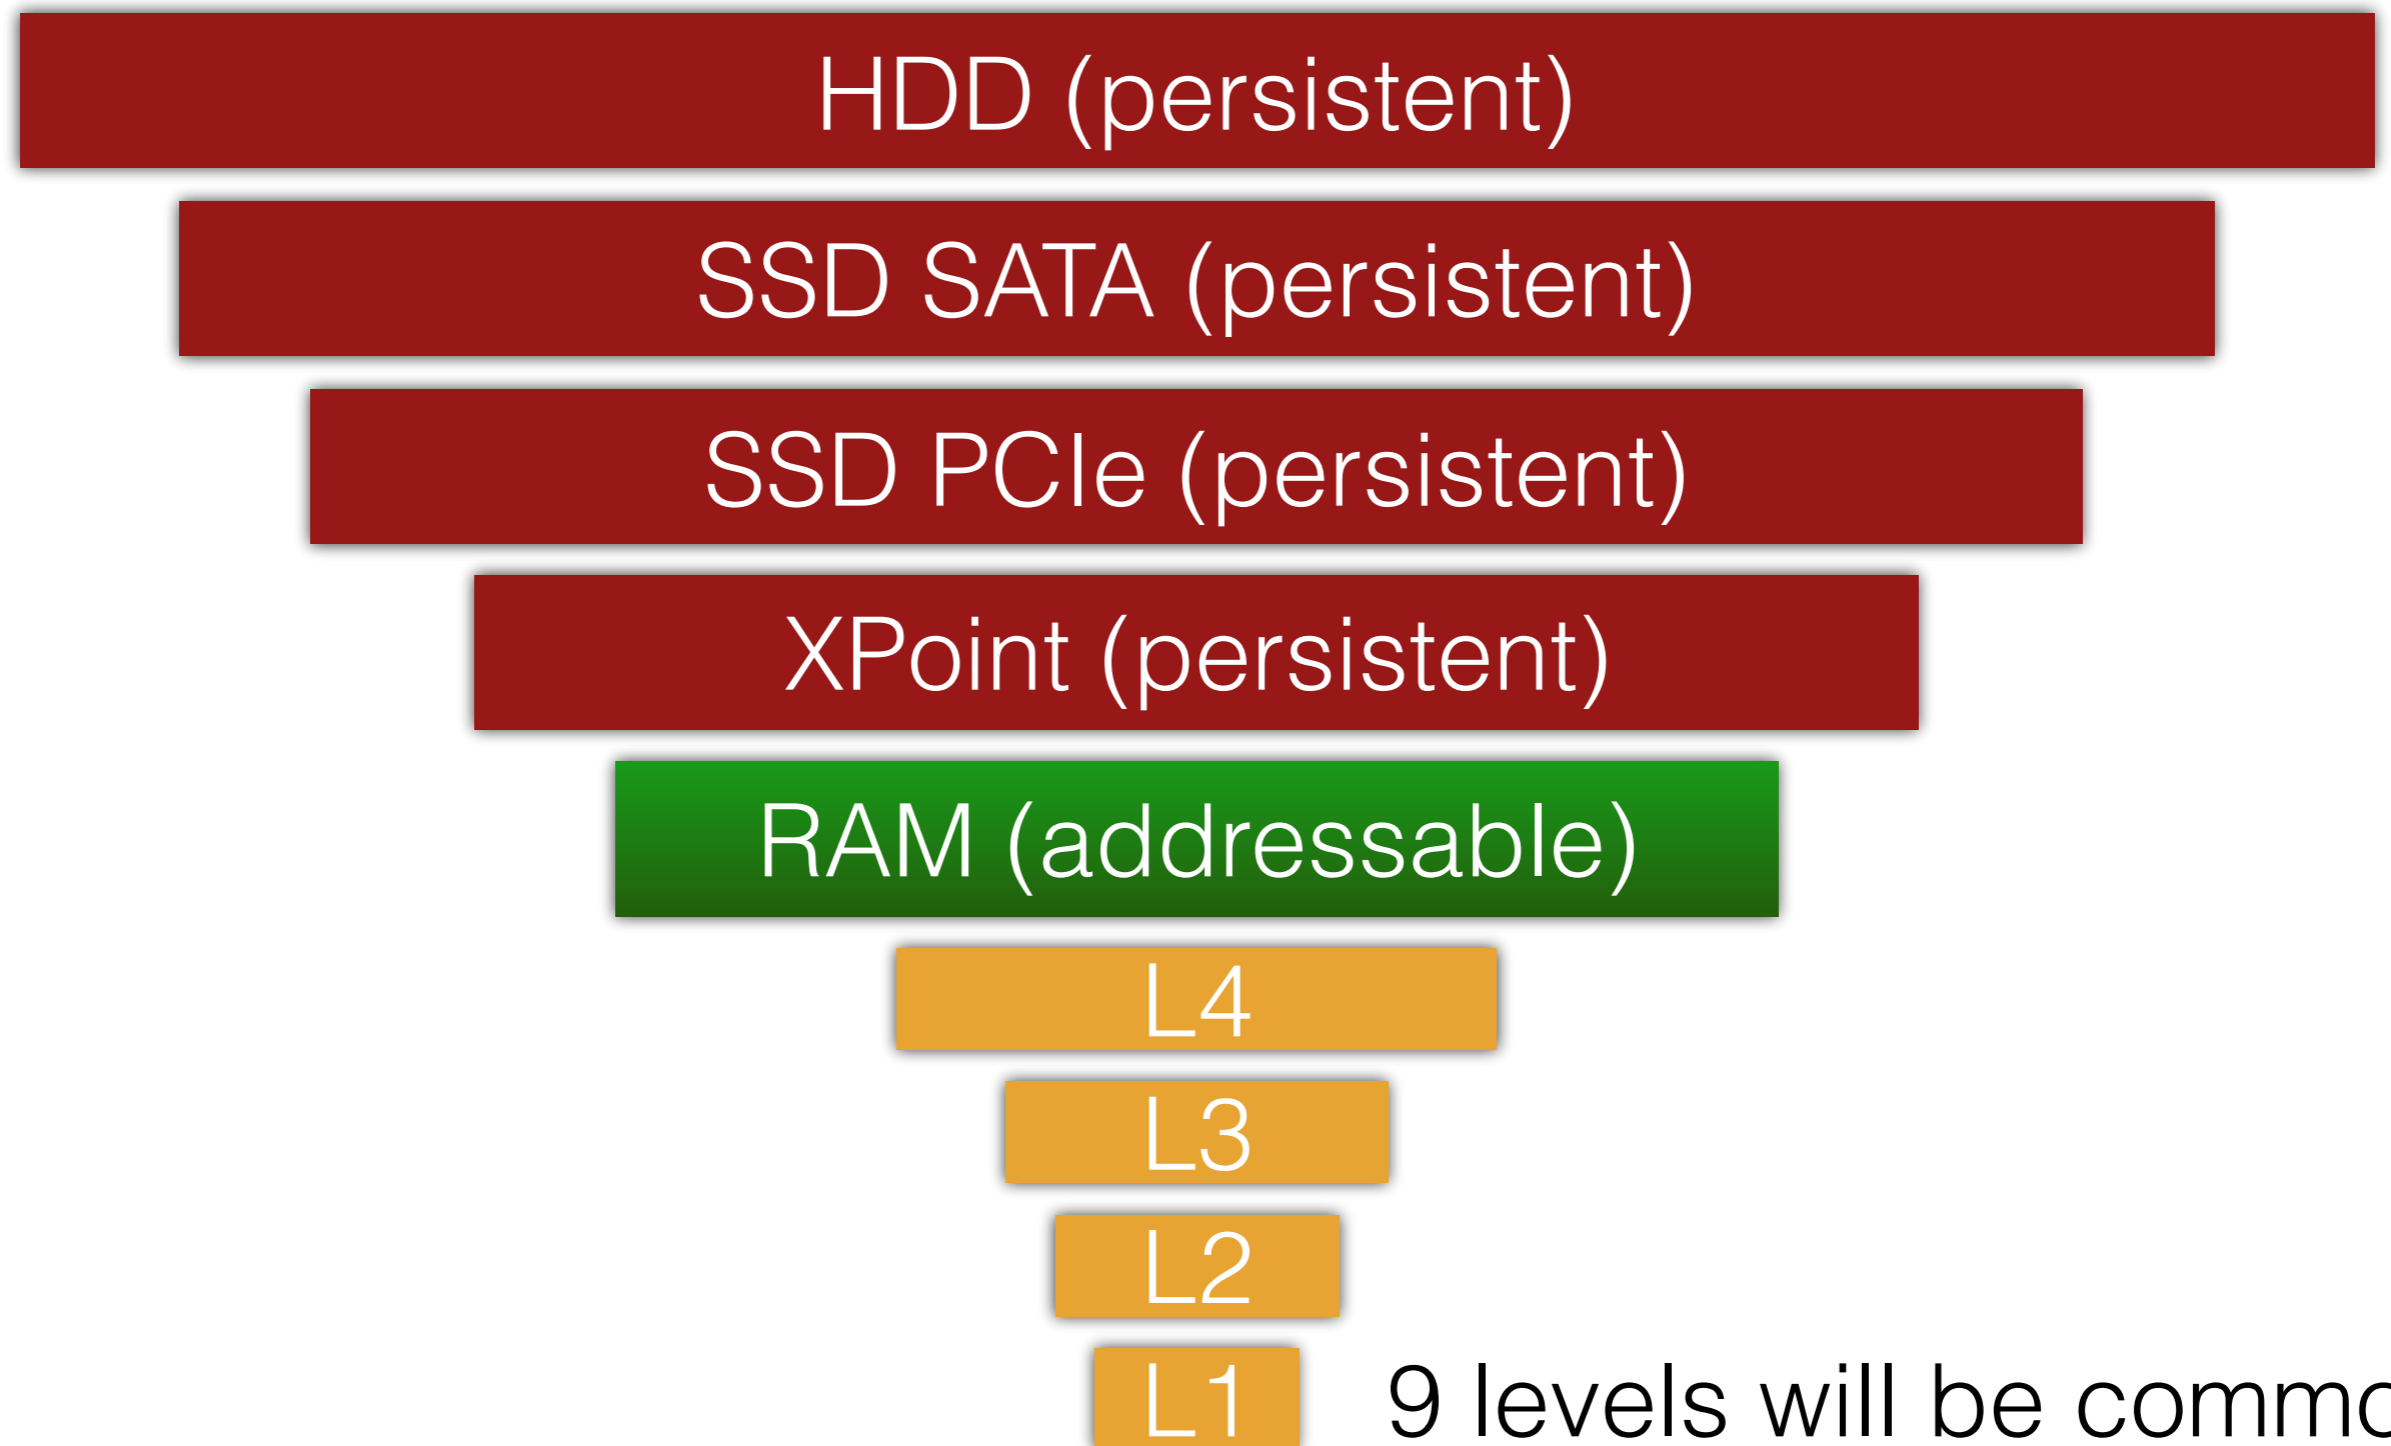 HDD (persistent)
SSD SATA (persistent)
SSD PCIe (persistent)
XPoint (persistent)
RAM (addressable)
L4
L3
L2
L1
9 levels will be